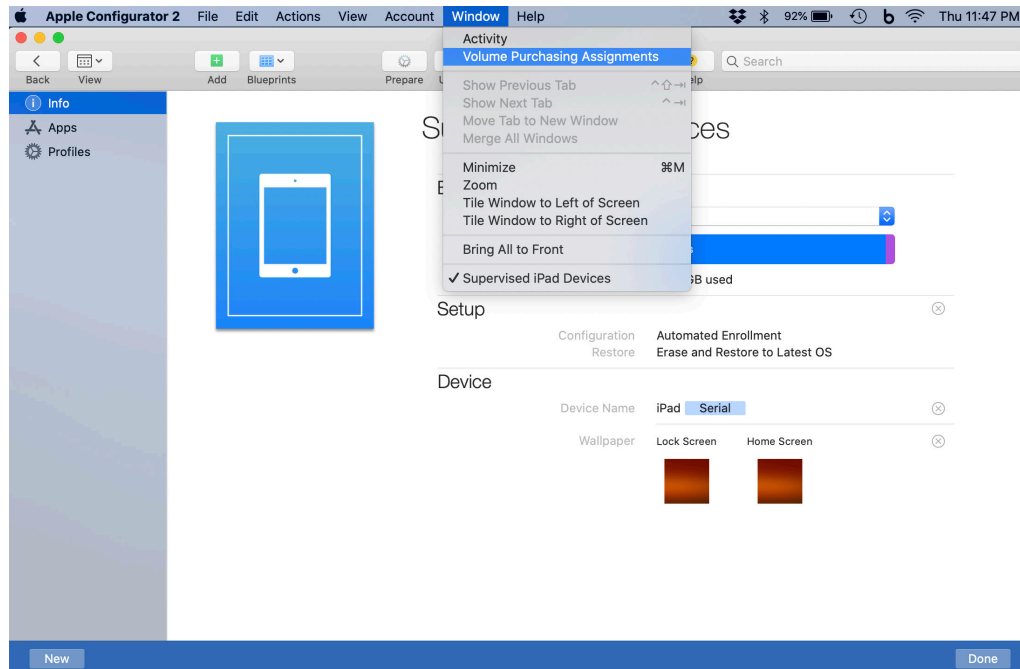 Apple Configurator 2 File Edit Actions View Account Window Help 92% Thu 11:47 PM
Activity
Volume Purchasing Assignments
Search
Back View Add Blueprints Prepare
Show Previous Tab ^⇧→|
Show Next Tab ^→|
Move Tab to New Window
Merge All Windows
Minimize ⌘M
Zoom
Tile Window to Left of Screen
Tile Window to Right of Screen
Bring All to Front
✓ Supervised iPad Devices
Info
Apps
Profiles
GB used
Setup
Configuration Automated Enrollment
Restore Erase and Restore to Latest OS
Device
Device Name iPad Serial
Wallpaper Lock Screen Home Screen
New Done